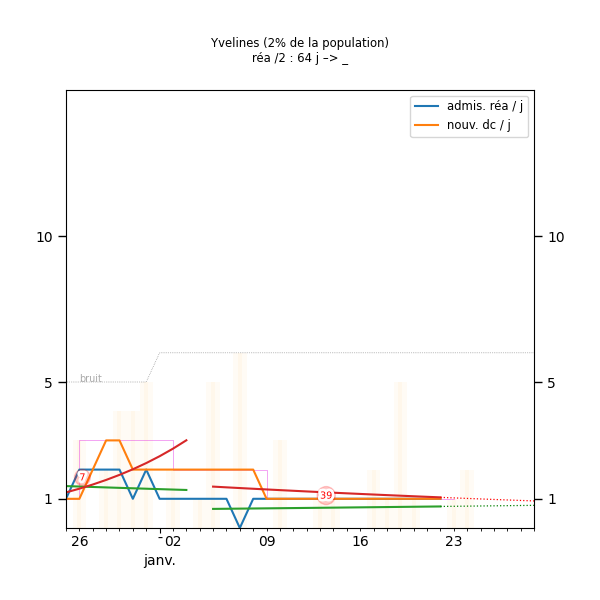 Yvelines (2% de la population)
réa /2 : 64 j –> _
admis. réa / j
nouv. dc / j
10 10
bruit
5 5
7
39
1 1
26 02 09 16 23
janv.